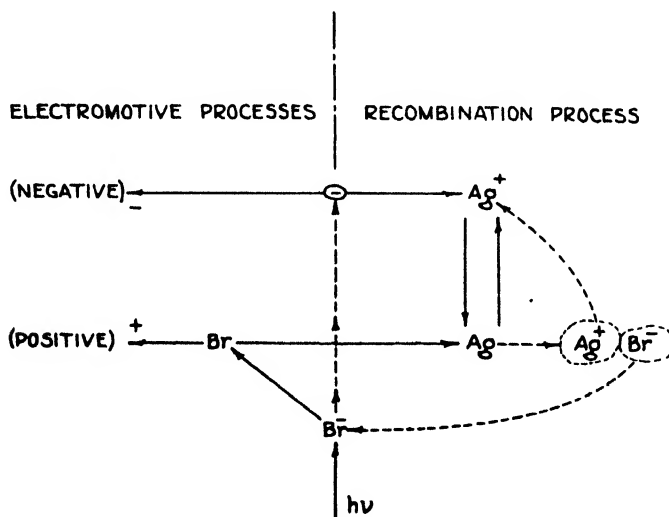 ELECTROMOTIVE PROCESSES RECOMBINATION PROCESS
(NEGATIVE) − ⊖ Ag⁺
(POSITIVE) + Br Ag Ag⁺ Br⁻
Br⁻
hν